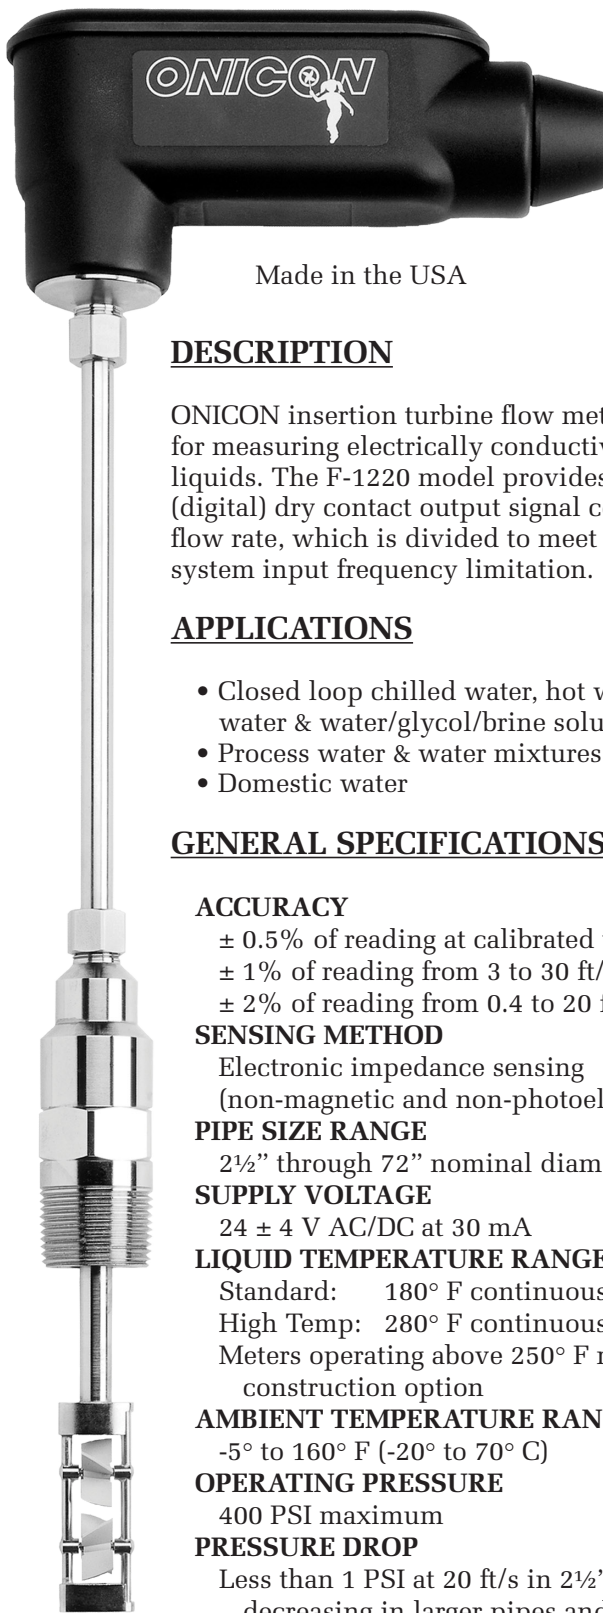 ONICON
Made in the USA
DESCRIPTION
ONICON insertion turbine flow
for measuring electrically
liquids. The F-1220 model provides
(digital) dry contact output signal
flow rate, which is divided to meet
system input frequency limitation.
APPLICATIONS
• Closed loop chilled water, hot
water & water/glycol/brine
• Process water & water mixtures
• Domestic water
GENERAL SPECIFICATIONS
ACCURACY
± 0.5% of reading at calibrated
± 1% of reading from 3 to 30 ft/
± 2% of reading from 0.4 to 20
SENSING METHOD
Electronic impedance sensing
(non-magnetic and
PIPE SIZE RANGE
2½” through 72” nominal
SUPPLY VOLTAGE
24 ± 4 V AC/DC at 30 mA
LIQUID TEMPERATURE RANGE
Standard: 180° F continuous
High Temp: 280° F continuous
Meters operating above 250° F
construction option
AMBIENT TEMPERATURE
-5° to 160° F (-20° to 70° C)
OPERATING PRESSURE
400 PSI maximum
PRESSURE DROP
Less than 1 PSI at 20 ft/s in 2½”
decreasing in larger pipes and